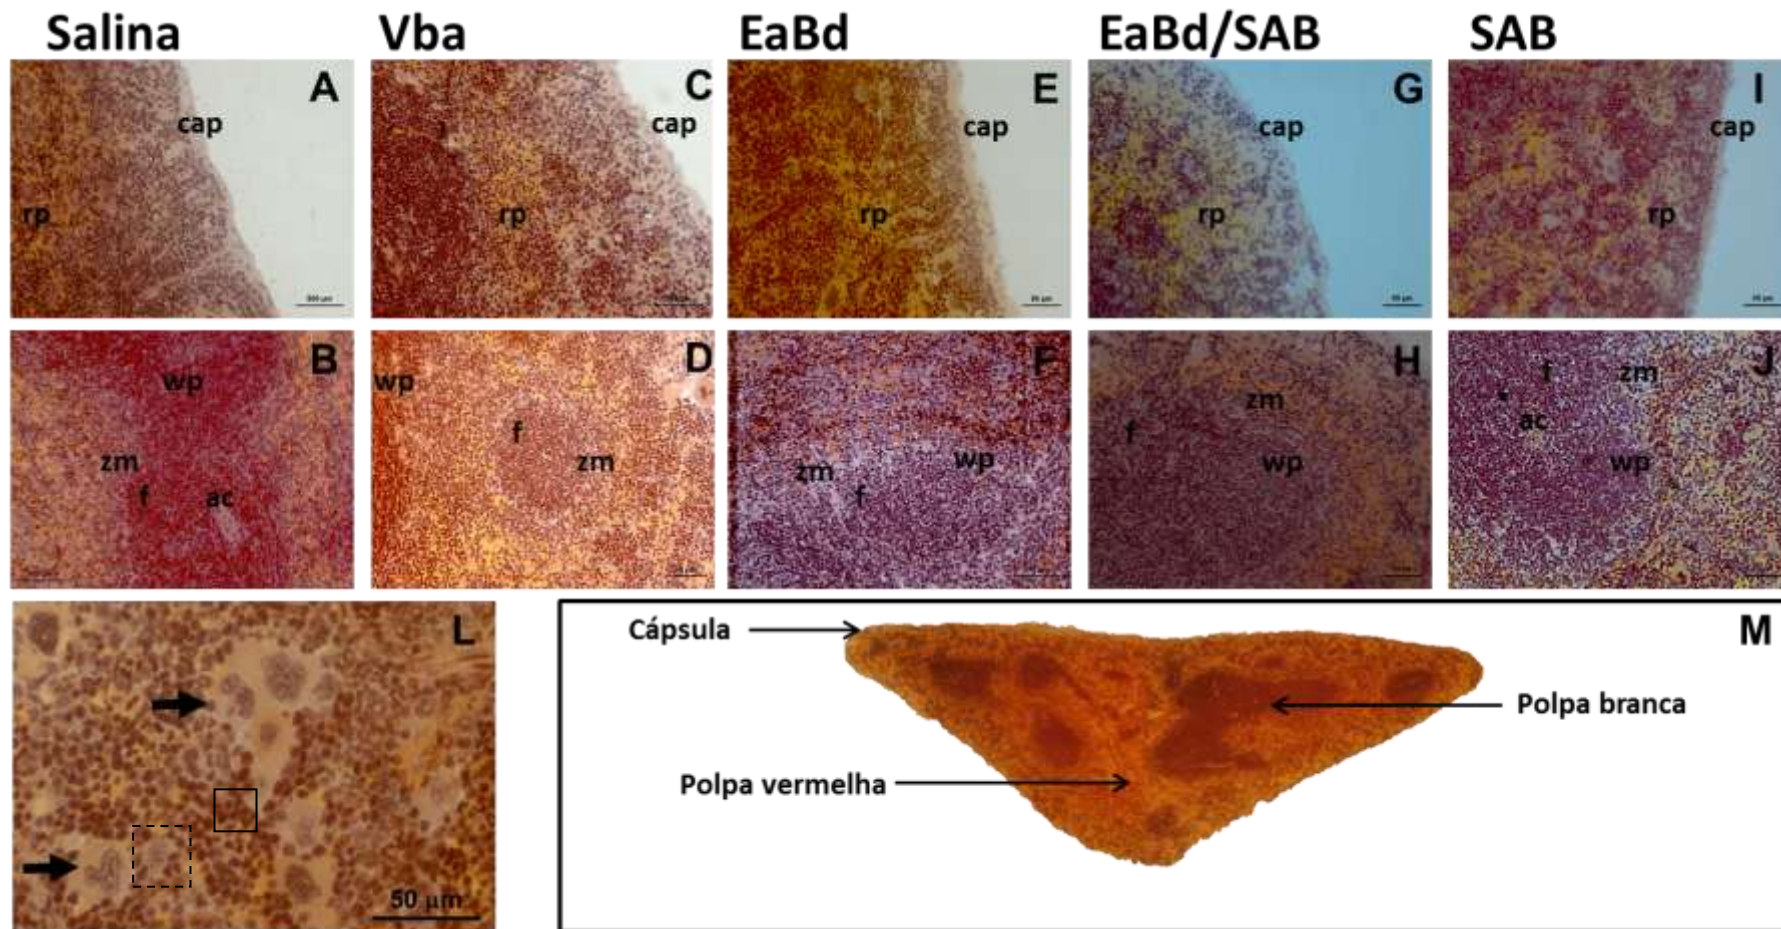 Salina Vba EaBd EaBd/SAB SAB
A
cap
rp
C
cap
rp
E
cap
rp
G
cap
rp
I
cap
rp
B
wp
zm
f
ac
D
wp
f
zm
F
zm
wp
f
H
zm
f
wp
J
f
zm
ac
wp
L
50 µm
M
Cápsula
Polpa branca
Polpa vermelha